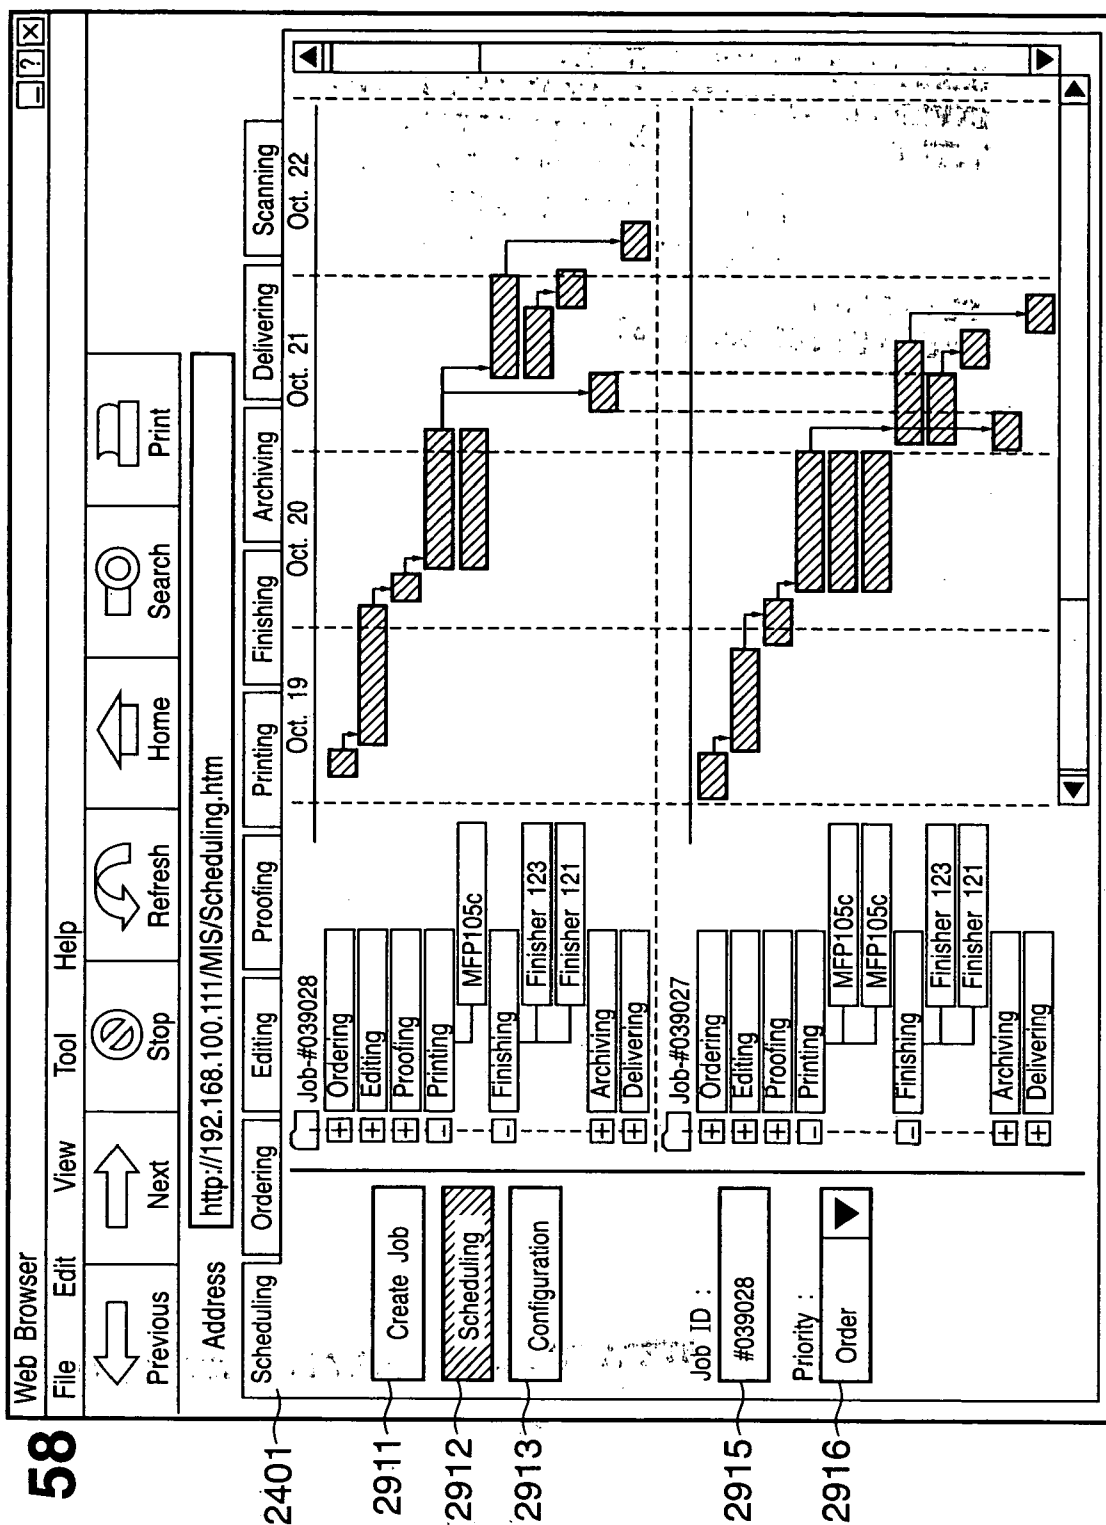 58
Web Browser
_ ? X
File Edit View Tool Help
Previous Next Stop Refresh Home Search Print
Address http://192.168.100.111/MIS/Scheduling.htm
Scheduling Ordering Editing Proofing Printing Finishing Archiving Delivering Scanning
2401
2911
2912
2913
2915
2916
Create Job
Scheduling
Configuration
Job ID :
#039028
Priority :
Order
Oct. 19 Oct. 20 Oct. 21 Oct. 22
Job-#039028
+ Ordering
+ Editing
+ Proofing
- Printing
MFP105c
- Finishing
Finisher 123
Finisher 121
+ Archiving
+ Delivering
Job-#039027
+ Ordering
+ Editing
+ Proofing
- Printing
MFP105c
MFP105c
- Finishing
Finisher 123
Finisher 121
+ Archiving
+ Delivering